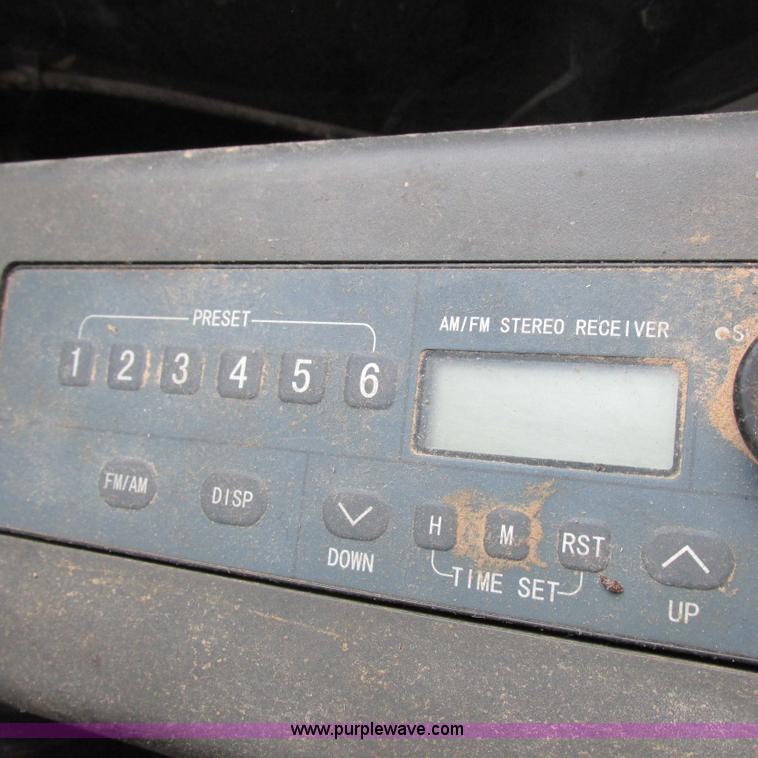 PRESET
AM/FM STEREO RECEIVER
1 2 3 4 5 6
FM/AM
DISP
DOWN
H M RST
TIME SET
UP
www.purplewave.com